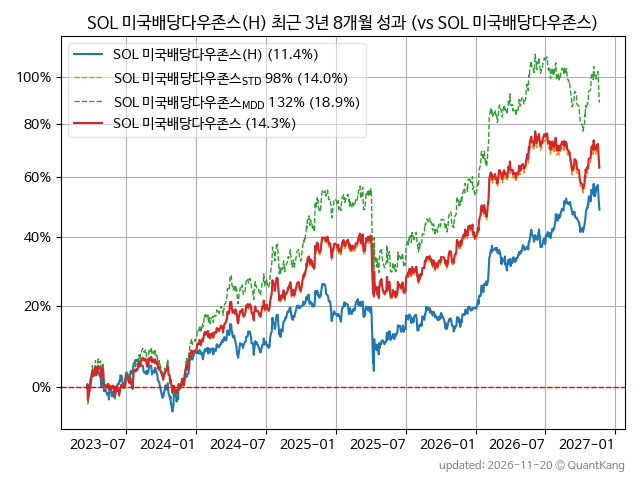 SOL 미국배당다우존스(H) 최근 3년 8개월 성과 (vs SOL 미국배당다우존스)
SOL 미국배당다우존스(H) (11.4%)
SOL 미국배당다우존스STD 98% (14.0%)
SOL 미국배당다우존스MDD 132% (18.9%)
SOL 미국배당다우존스 (14.3%)
100%
80%
60%
40%
20%
0%
2023-07 2024-01 2024-07 2025-01 2025-07 2026-01 2026-07 2027-01
updated: 2026-11-20 © QuantKang